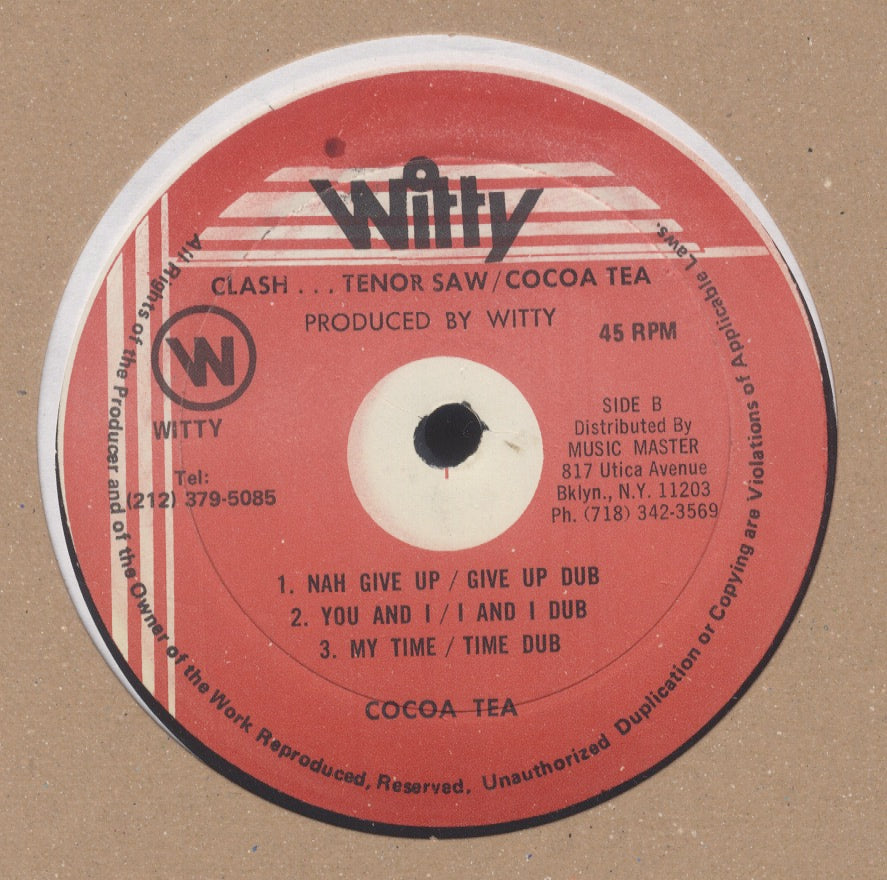 Witty
CLASH . . . TENOR SAW/COCOA TEA
PRODUCED BY WITTY
45 RPM
W
WITTY
Tel:
(212) 379-5085
SIDE B
Distributed By
MUSIC MASTER
817 Utica Avenue
Bklyn., N.Y. 11203
Ph. (718) 342-3569
1. NAH GIVE UP / GIVE UP DUB
2. YOU AND I / I AND I DUB
3. MY TIME / TIME DUB
COCOA TEA
All Rights of the Producer and of the Owner of the Work Reproduced, Reserved. Unauthorized Duplication or Copying are Violations of Applicable Laws.